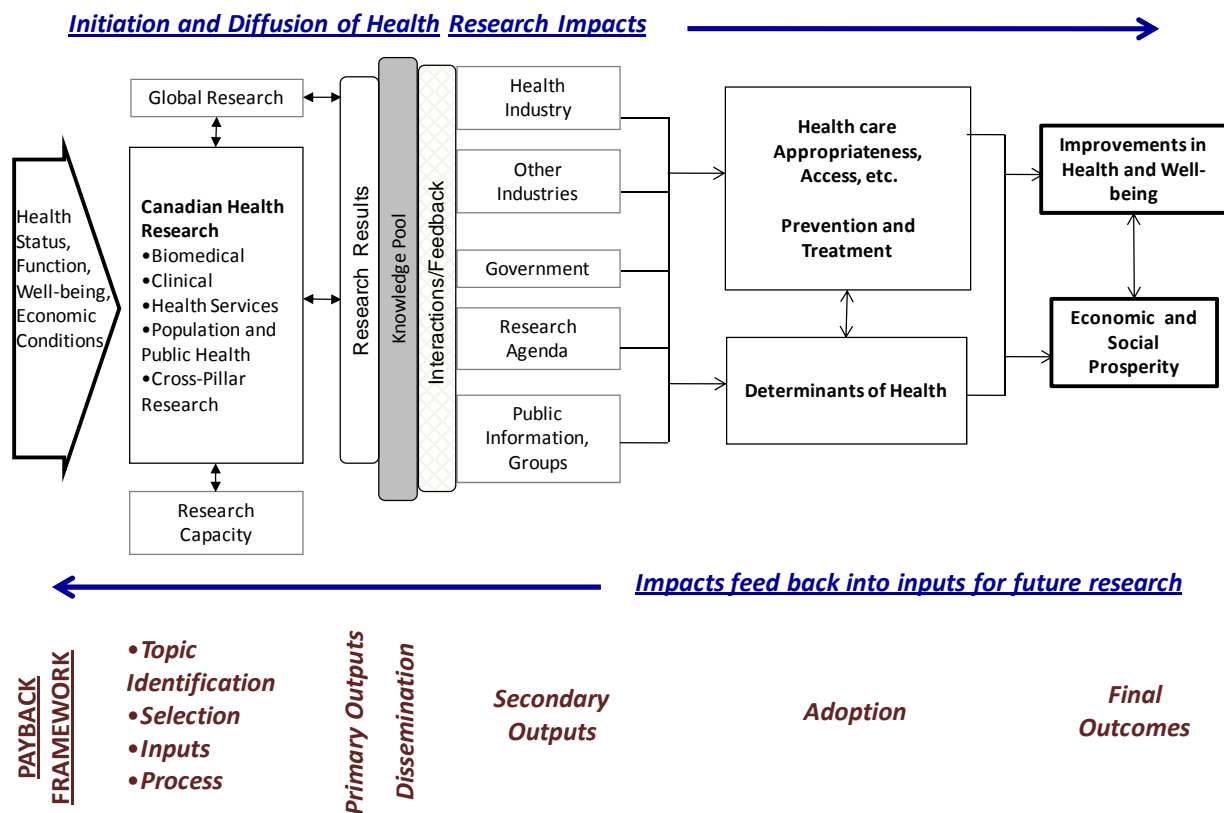 Initiation and Diffusion of Health Research Impacts
Health
Status,
Function,
Well-being,
Economic
Conditions
Global Research
Canadian Health
Research
•Biomedical
•Clinical
•Health Services
•Population and
Public Health
•Cross-Pillar
Research
Research
Capacity
Research Results
Knowledge Pool
Interactions/Feedback
Health
Industry
Other
Industries
Government
Research
Agenda
Public
Information,
Groups
Health care
Appropriateness,
Access, etc.
Prevention and
Treatment
Determinants of Health
Improvements in
Health and Well-
being
Economic and
Social
Prosperity
Impacts feed back into inputs for future research
PAYBACK
FRAMEWORK
•Topic
Identification
•Selection
•Inputs
•Process
Primary Outputs
Dissemination
Secondary
Outputs
Adoption
Final
Outcomes